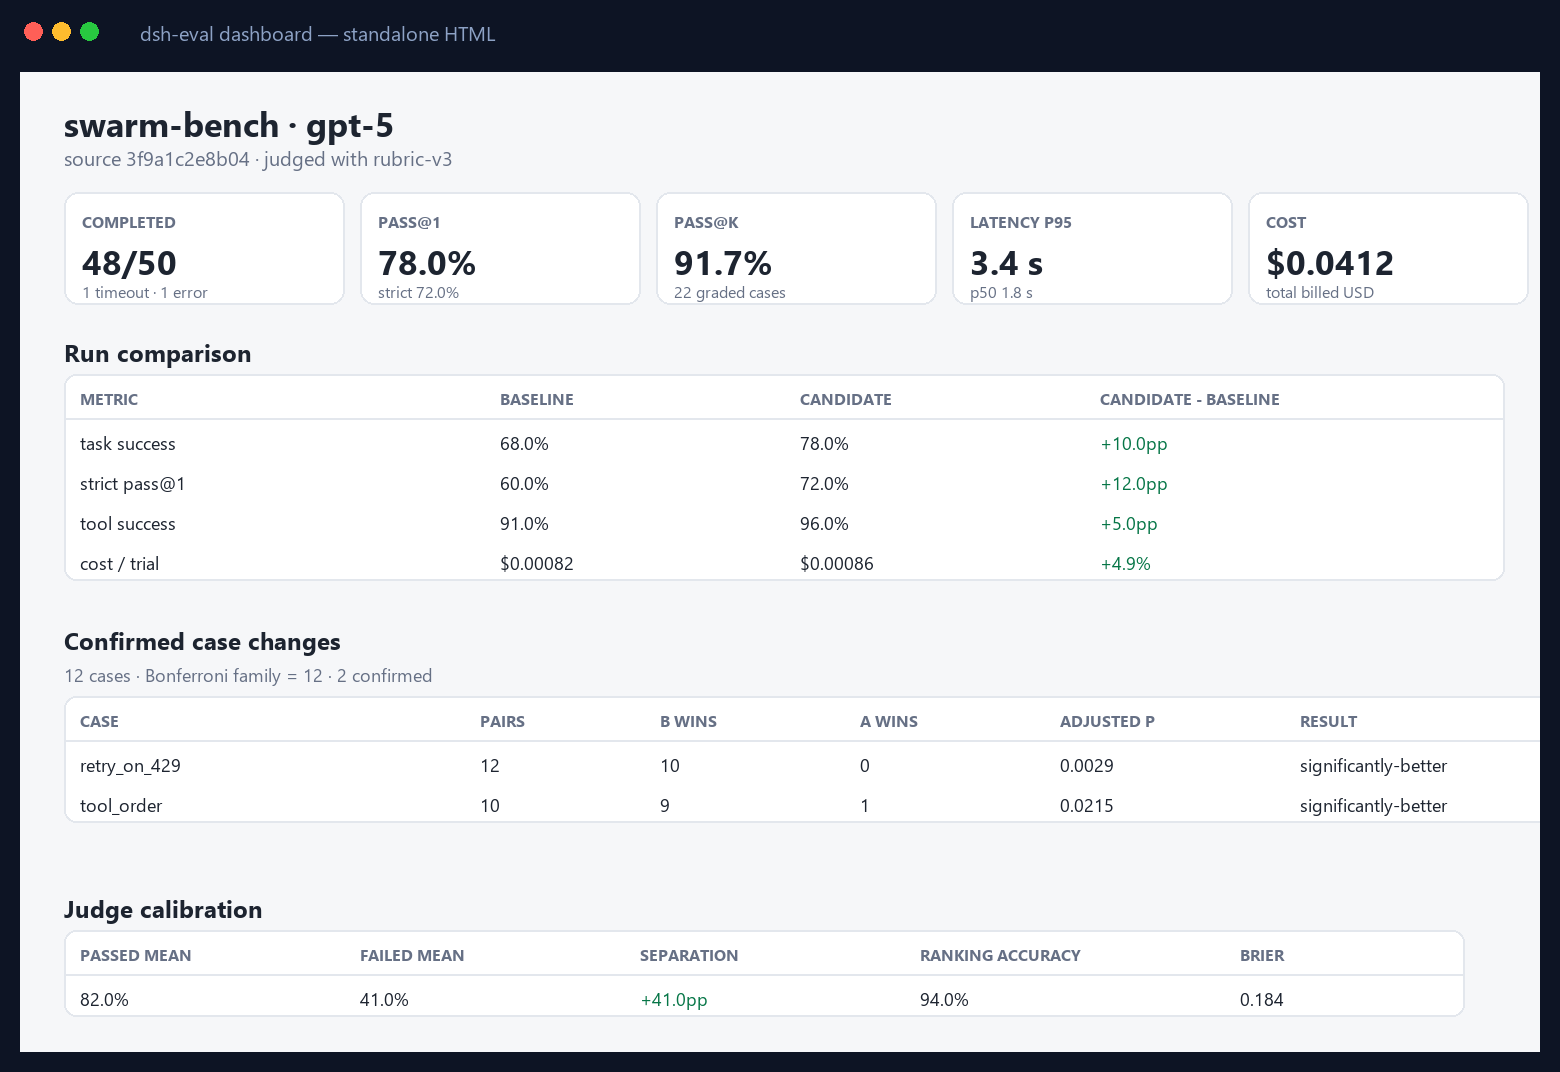 dsh-eval dashboard — standalone HTML
swarm-bench · gpt-5
source 3f9a1c2e8b04 · judged with rubric-v3
COMPLETED PASS@1 PASS@K LATENCY P95 COST
48/50 78.0% 91.7% 3.4 s $0.0412
1 timeout · 1 error strict 72.0% 22 graded cases p50 1.8 s total billed USD
Run comparison
METRIC BASELINE CANDIDATE CANDIDATE - BASELINE
task success 68.0% 78.0% +10.0pp
strict pass@1 60.0% 72.0% +12.0pp
tool success 91.0% 96.0% +5.0pp
cost / trial $0.00082 $0.00086 +4.9%
Confirmed case changes
12 cases · Bonferroni family = 12 · 2 confirmed
CASE PAIRS B WINS A WINS ADJUSTED P RESULT
retry_on_429 12 10 0 0.0029 significantly-better
tool_order 10 9 1 0.0215 significantly-better
Judge calibration
PASSED MEAN FAILED MEAN SEPARATION RANKING ACCURACY BRIER
82.0% 41.0% +41.0pp 94.0% 0.184